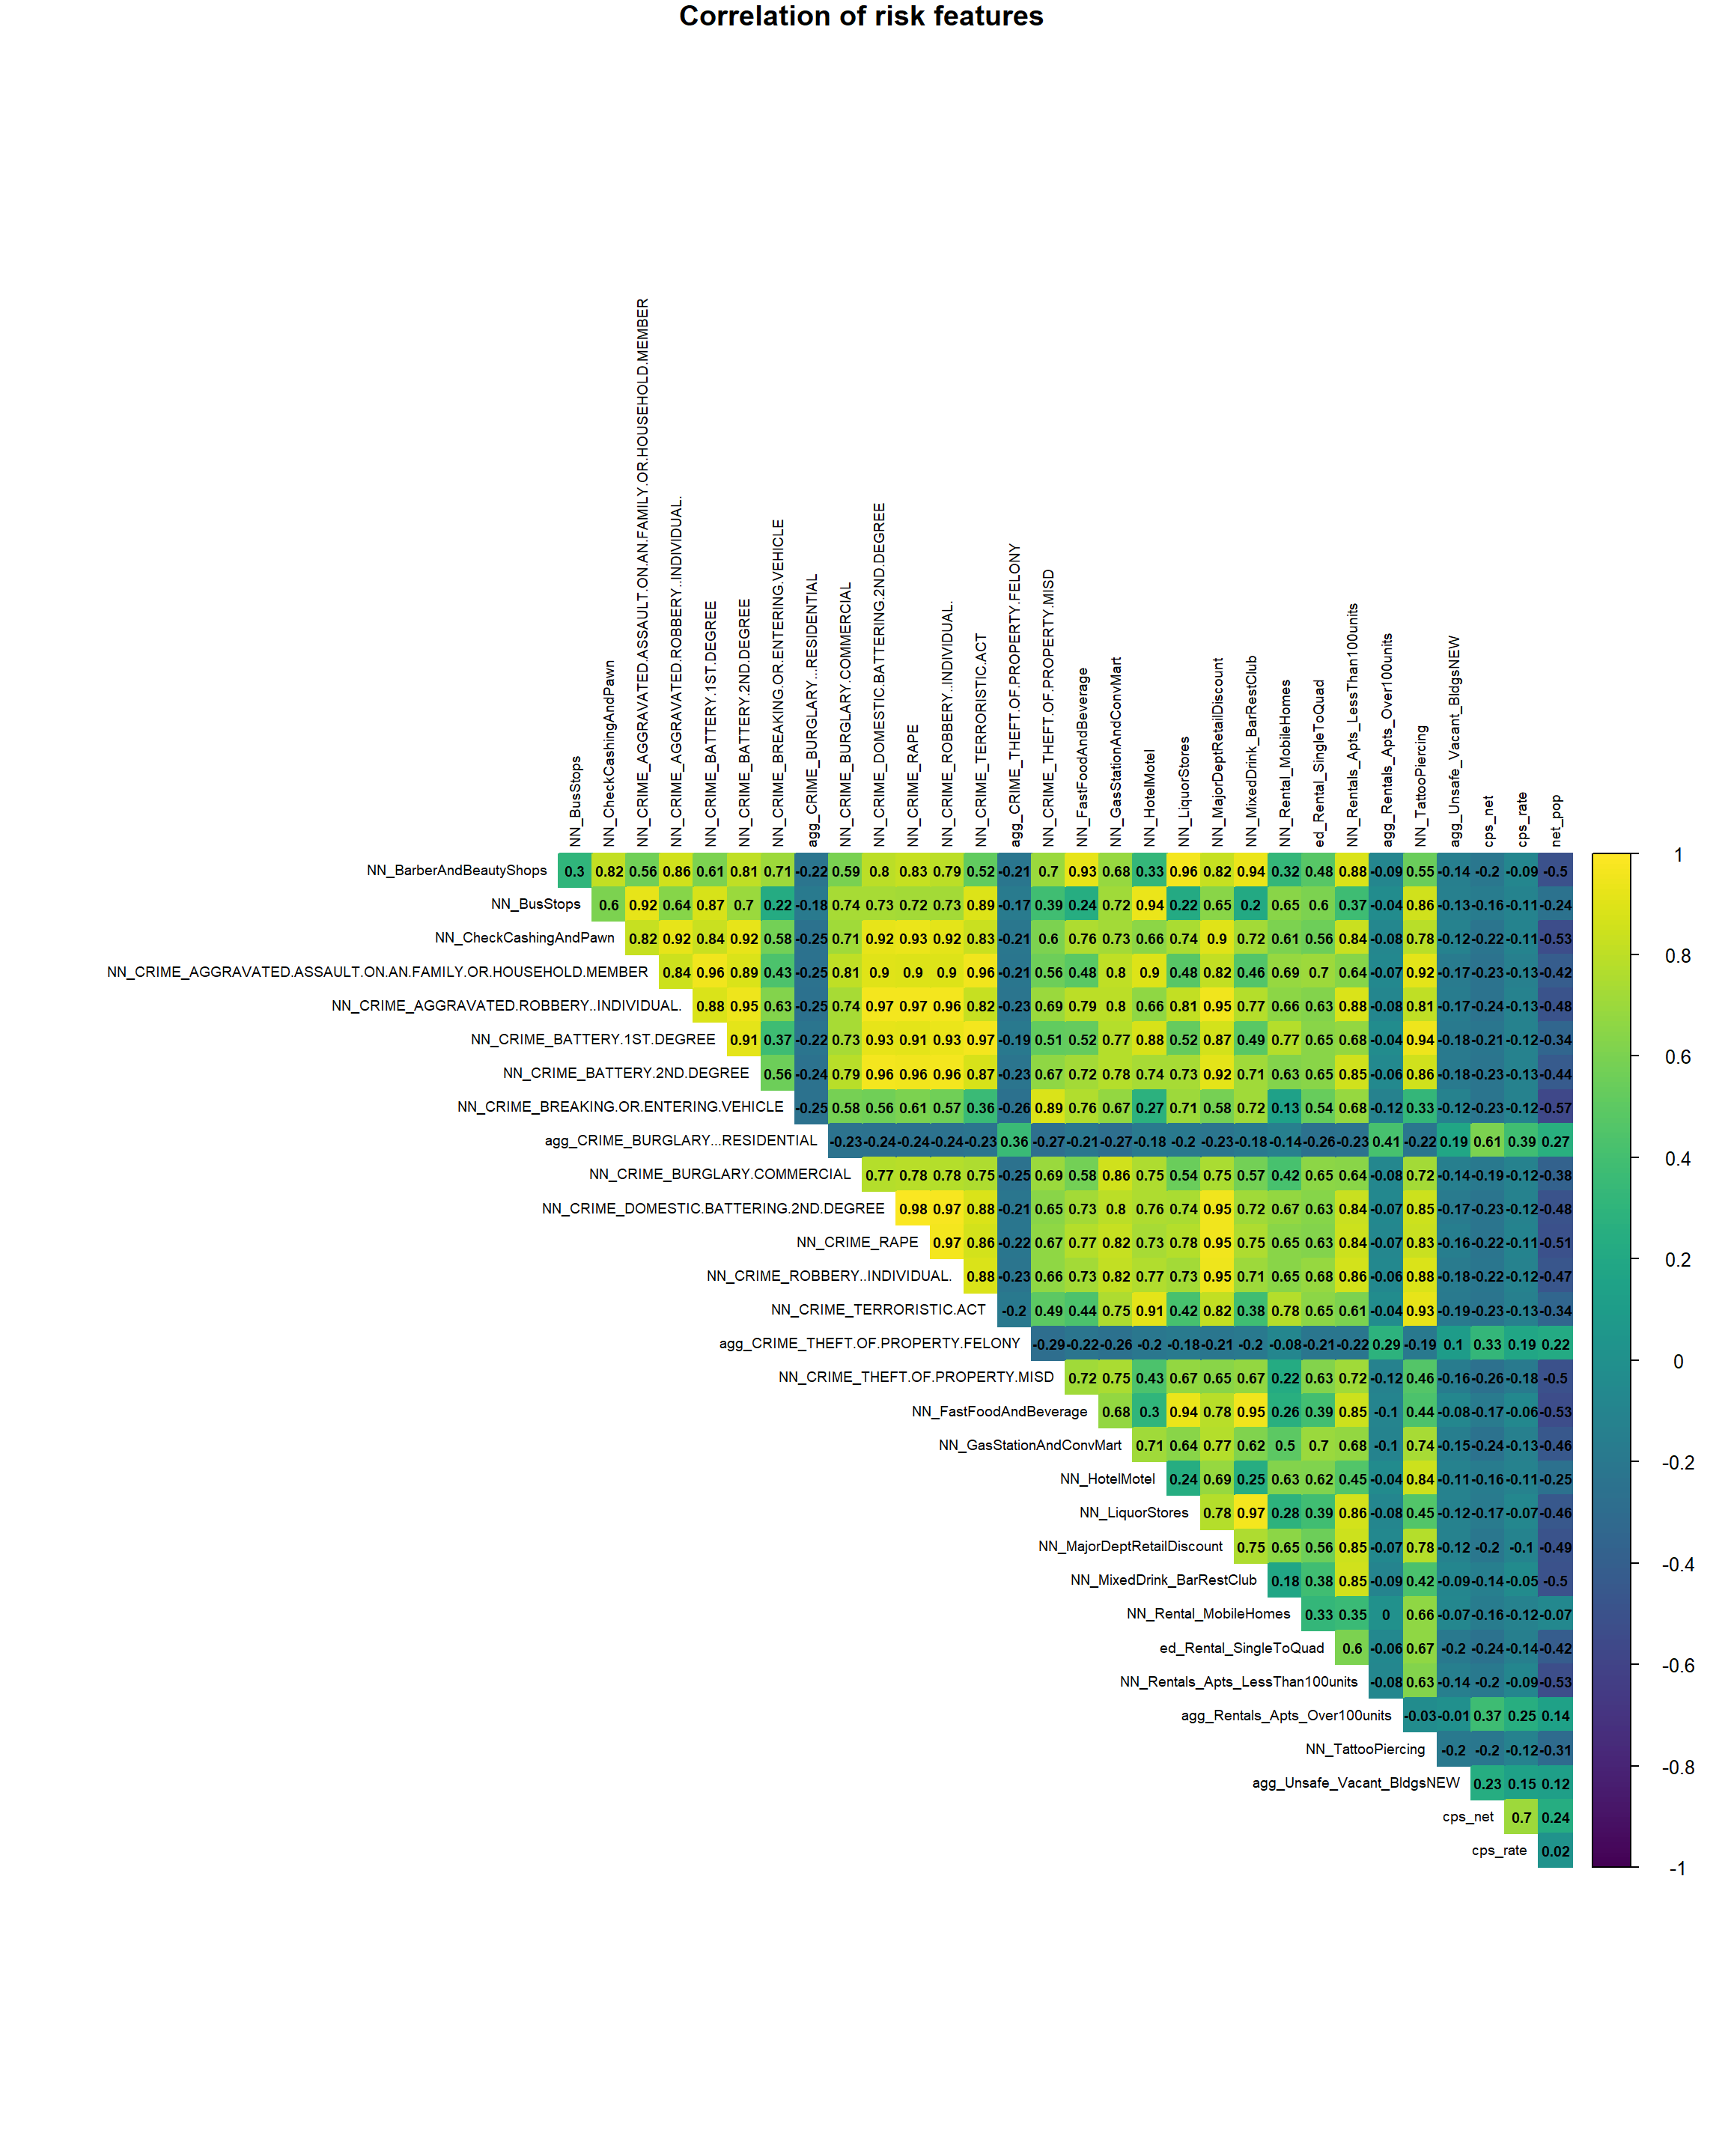 Correlation of risk features
NN_BusStops
NN_CheckCashingAndPawn
NN_CRIME_AGGRAVATED.ASSAULT.ON.AN.FAMILY.OR.HOUSEHOLD.MEMBER
NN_CRIME_AGGRAVATED.ROBBERY..INDIVIDUAL.
NN_CRIME_BATTERY.1ST.DEGREE
NN_CRIME_BATTERY.2ND.DEGREE
NN_CRIME_BREAKING.OR.ENTERING.VEHICLE
agg_CRIME_BURGLARY...RESIDENTIAL
NN_CRIME_BURGLARY.COMMERCIAL
NN_CRIME_DOMESTIC.BATTERING.2ND.DEGREE
NN_CRIME_RAPE
NN_CRIME_ROBBERY..INDIVIDUAL.
NN_CRIME_TERRORISTIC.ACT
agg_CRIME_THEFT.OF.PROPERTY.FELONY
NN_CRIME_THEFT.OF.PROPERTY.MISD
NN_FastFoodAndBeverage
NN_GasStationAndConvMart
NN_HotelMotel
NN_LiquorStores
NN_MajorDeptRetailDiscount
NN_MixedDrink_BarRestClub
NN_Rental_MobileHomes
ed_Rental_SingleToQuad
NN_Rentals_Apts_LessThan100units
agg_Rentals_Apts_Over100units
NN_TattooPiercing
agg_Unsafe_Vacant_BldgsNEW
cps_net
cps_rate
net_pop
NN_BarberAndBeautyShops 0.3 0.82 0.56 0.86 0.61 0.81 0.71 -0.22 0.59 0.8 0.83 0.79 0.52 -0.21 0.7 0.93 0.68 0.33 0.96 0.82 0.94 0.32 0.48 0.88 -0.09 0.55 -0.14 -0.2 -0.09 -0.5
NN_BusStops 0.6 0.92 0.64 0.87 0.7 0.22 -0.18 0.74 0.73 0.72 0.73 0.89 -0.17 0.39 0.24 0.72 0.94 0.22 0.65 0.2 0.65 0.6 0.37 -0.04 0.86 -0.13 -0.16 -0.11 -0.24
NN_CheckCashingAndPawn 0.82 0.92 0.84 0.92 0.58 -0.25 0.71 0.92 0.93 0.92 0.83 -0.21 0.6 0.76 0.73 0.66 0.74 0.9 0.72 0.61 0.56 0.84 -0.08 0.78 -0.12 -0.22 -0.11 -0.53
NN_CRIME_AGGRAVATED.ASSAULT.ON.AN.FAMILY.OR.HOUSEHOLD.MEMBER 0.84 0.96 0.89 0.43 -0.25 0.81 0.9 0.9 0.9 0.96 -0.21 0.56 0.48 0.8 0.9 0.48 0.82 0.46 0.69 0.7 0.64 -0.07 0.92 -0.17 -0.23 -0.13 -0.42
NN_CRIME_AGGRAVATED.ROBBERY..INDIVIDUAL. 0.88 0.95 0.63 -0.25 0.74 0.97 0.97 0.96 0.82 -0.23 0.69 0.79 0.8 0.66 0.81 0.95 0.77 0.66 0.63 0.88 -0.08 0.81 -0.17 -0.24 -0.13 -0.48
NN_CRIME_BATTERY.1ST.DEGREE 0.91 0.37 -0.22 0.73 0.93 0.91 0.93 0.97 -0.19 0.51 0.52 0.77 0.88 0.52 0.87 0.49 0.77 0.65 0.68 -0.04 0.94 -0.18 -0.21 -0.12 -0.34
NN_CRIME_BATTERY.2ND.DEGREE 0.56 -0.24 0.79 0.96 0.96 0.96 0.87 -0.23 0.67 0.72 0.78 0.74 0.73 0.92 0.71 0.63 0.65 0.85 -0.06 0.86 -0.18 -0.23 -0.13 -0.44
NN_CRIME_BREAKING.OR.ENTERING.VEHICLE -0.25 0.58 0.56 0.61 0.57 0.36 -0.26 0.89 0.76 0.67 0.27 0.71 0.58 0.72 0.13 0.54 0.68 -0.12 0.33 -0.12 -0.23 -0.12 -0.57
agg_CRIME_BURGLARY...RESIDENTIAL -0.23 -0.24 -0.24 -0.24 -0.23 0.36 -0.27 -0.21 -0.27 -0.18 -0.2 -0.23 -0.18 -0.14 -0.26 -0.23 0.41 -0.22 0.19 0.61 0.39 0.27
NN_CRIME_BURGLARY.COMMERCIAL 0.77 0.78 0.78 0.75 -0.25 0.69 0.58 0.86 0.75 0.54 0.75 0.57 0.42 0.65 0.64 -0.08 0.72 -0.14 -0.19 -0.12 -0.38
NN_CRIME_DOMESTIC.BATTERING.2ND.DEGREE 0.98 0.97 0.88 -0.21 0.65 0.73 0.8 0.76 0.74 0.95 0.72 0.67 0.63 0.84 -0.07 0.85 -0.17 -0.23 -0.12 -0.48
NN_CRIME_RAPE 0.97 0.86 -0.22 0.67 0.77 0.82 0.73 0.78 0.95 0.75 0.65 0.63 0.84 -0.07 0.83 -0.16 -0.22 -0.11 -0.51
NN_CRIME_ROBBERY..INDIVIDUAL. 0.88 -0.23 0.66 0.73 0.82 0.77 0.73 0.95 0.71 0.65 0.68 0.86 -0.06 0.88 -0.18 -0.22 -0.12 -0.47
NN_CRIME_TERRORISTIC.ACT -0.2 0.49 0.44 0.75 0.91 0.42 0.82 0.38 0.78 0.65 0.61 -0.04 0.93 -0.19 -0.23 -0.13 -0.34
agg_CRIME_THEFT.OF.PROPERTY.FELONY -0.29 -0.22 -0.26 -0.2 -0.18 -0.21 -0.2 -0.08 -0.21 -0.22 0.29 -0.19 0.1 0.33 0.19 0.22
NN_CRIME_THEFT.OF.PROPERTY.MISD 0.72 0.75 0.43 0.67 0.65 0.67 0.22 0.63 0.72 -0.12 0.46 -0.16 -0.26 -0.18 -0.5
NN_FastFoodAndBeverage 0.68 0.3 0.94 0.78 0.95 0.26 0.39 0.85 -0.1 0.44 -0.08 -0.17 -0.06 -0.53
NN_GasStationAndConvMart 0.71 0.64 0.77 0.62 0.5 0.7 0.68 -0.1 0.74 -0.15 -0.24 -0.13 -0.46
NN_HotelMotel 0.24 0.69 0.25 0.63 0.62 0.45 -0.04 0.84 -0.11 -0.16 -0.11 -0.25
NN_LiquorStores 0.78 0.97 0.28 0.39 0.86 -0.08 0.45 -0.12 -0.17 -0.07 -0.46
NN_MajorDeptRetailDiscount 0.75 0.65 0.56 0.85 -0.07 0.78 -0.12 -0.2 -0.1 -0.49
NN_MixedDrink_BarRestClub 0.18 0.38 0.85 -0.09 0.42 -0.09 -0.14 -0.05 -0.5
NN_Rental_MobileHomes 0.33 0.35 0 0.66 -0.07 -0.16 -0.12 -0.07
ed_Rental_SingleToQuad 0.6 -0.06 0.67 -0.2 -0.24 -0.14 -0.42
NN_Rentals_Apts_LessThan100units -0.08 0.63 -0.14 -0.2 -0.09 -0.53
agg_Rentals_Apts_Over100units -0.03 -0.01 0.37 0.25 0.14
NN_TattooPiercing -0.2 -0.2 -0.12 -0.31
agg_Unsafe_Vacant_BldgsNEW 0.23 0.15 0.12
cps_net 0.7 0.24
cps_rate 0.02
1
0.8
0.6
0.4
0.2
0
-0.2
-0.4
-0.6
-0.8
-1